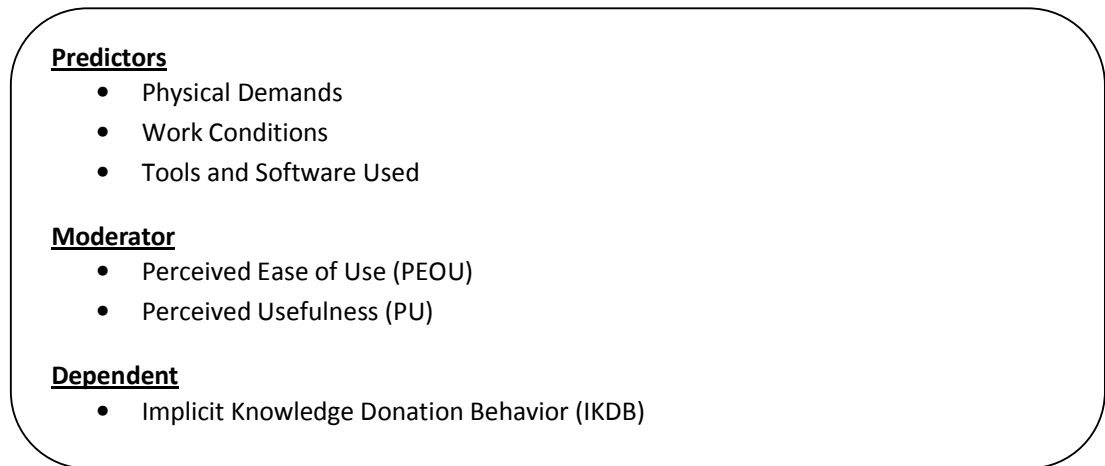 Predictors
• Physical Demands
• Work Conditions
• Tools and Software Used
Moderator
• Perceived Ease of Use (PEOU)
• Perceived Usefulness (PU)
Dependent
• Implicit Knowledge Donation Behavior (IKDB)